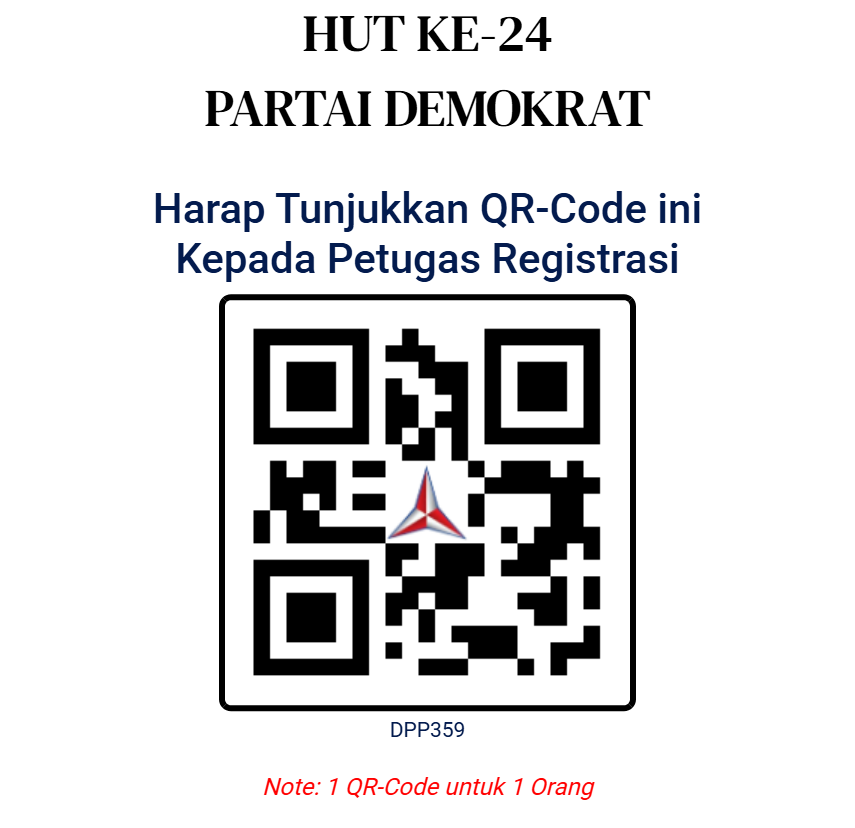 HUT KE-24
PARTAI DEMOKRAT
Harap Tunjukkan QR-Code ini
Kepada Petugas Registrasi
DPP359
Note: 1 QR-Code untuk 1 Orang